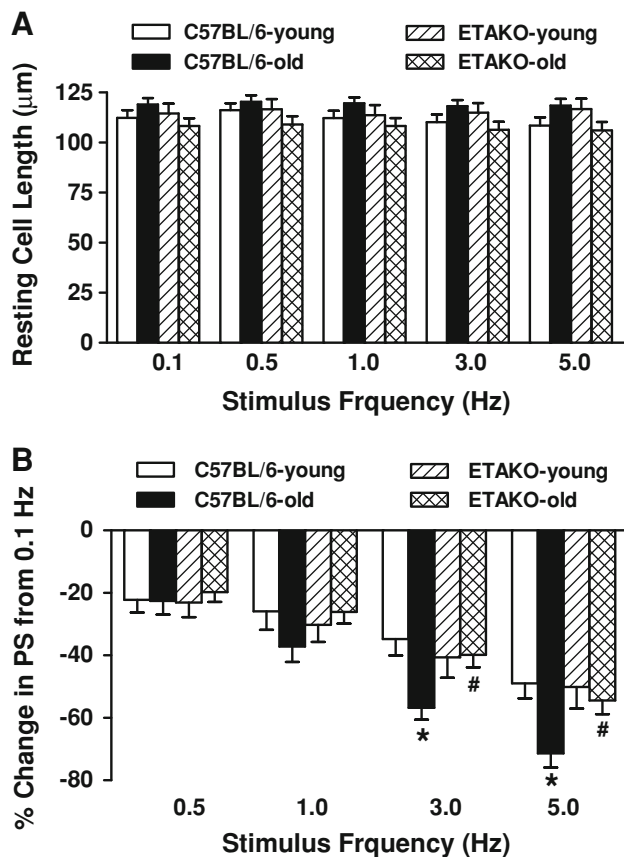 A
C57BL/6-young ETAKO-young
C57BL/6-old ETAKO-old
Resting Cell Length (μm)
125
100
75
50
25
0
0.1 0.5 1.0 3.0 5.0
Stimulus Frquency (Hz)
B
C57BL/6-young ETAKO-young
C57BL/6-old ETAKO-old
% Change in PS from 0.1 Hz
0
-20
-40
-60
-80
#
*
#
*
0.5 1.0 3.0 5.0
Stimulus Frquency (Hz)